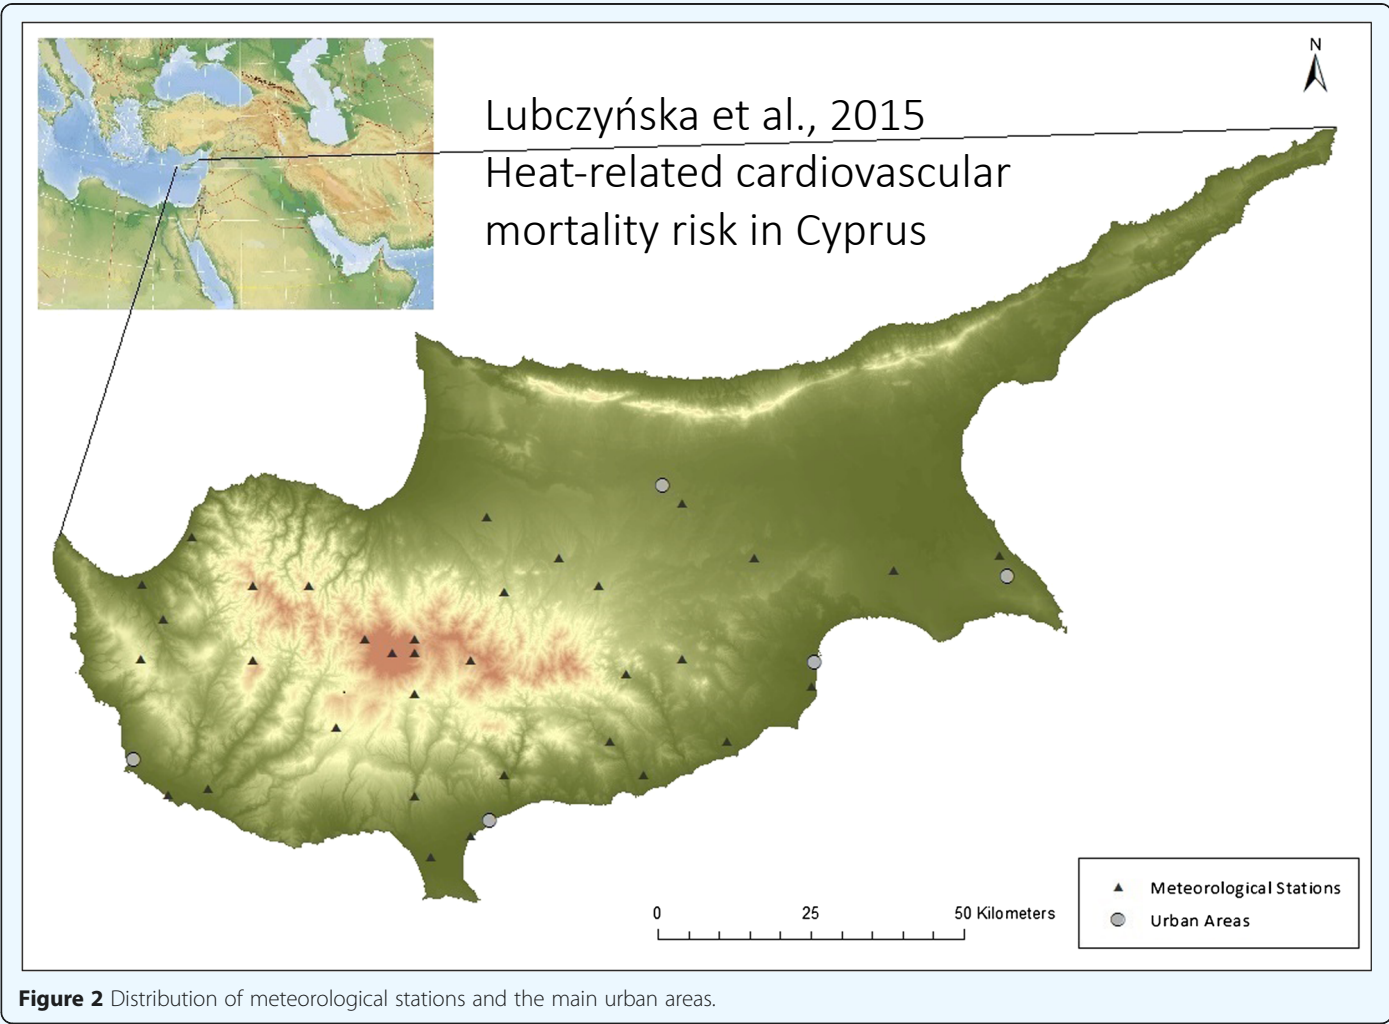 N
Lubczyńska et al., 2015
Heat-related cardiovascular
mortality risk in Cyprus
0 25 50 Kilometers
Meteorological Stations
Urban Areas
Figure 2 Distribution of meteorological stations and the main urban areas.